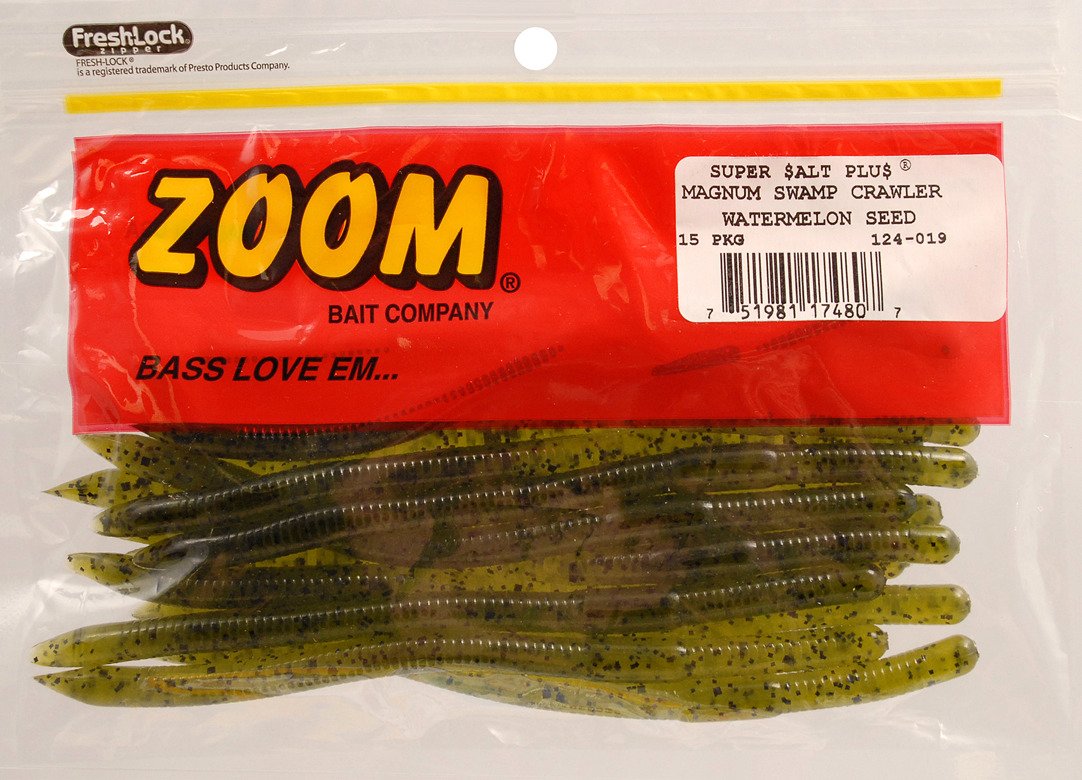 FreshLock®
zipper
FRESH-LOCK®
is a registered trademark of Presto Products Company.
ZOOM®
BAIT COMPANY
BASS LOVE EM...
SUPER $ALT PLU$®
MAGNUM SWAMP CRAWLER
WATERMELON SEED
15 PKG 124-019
7 51981 17480 7